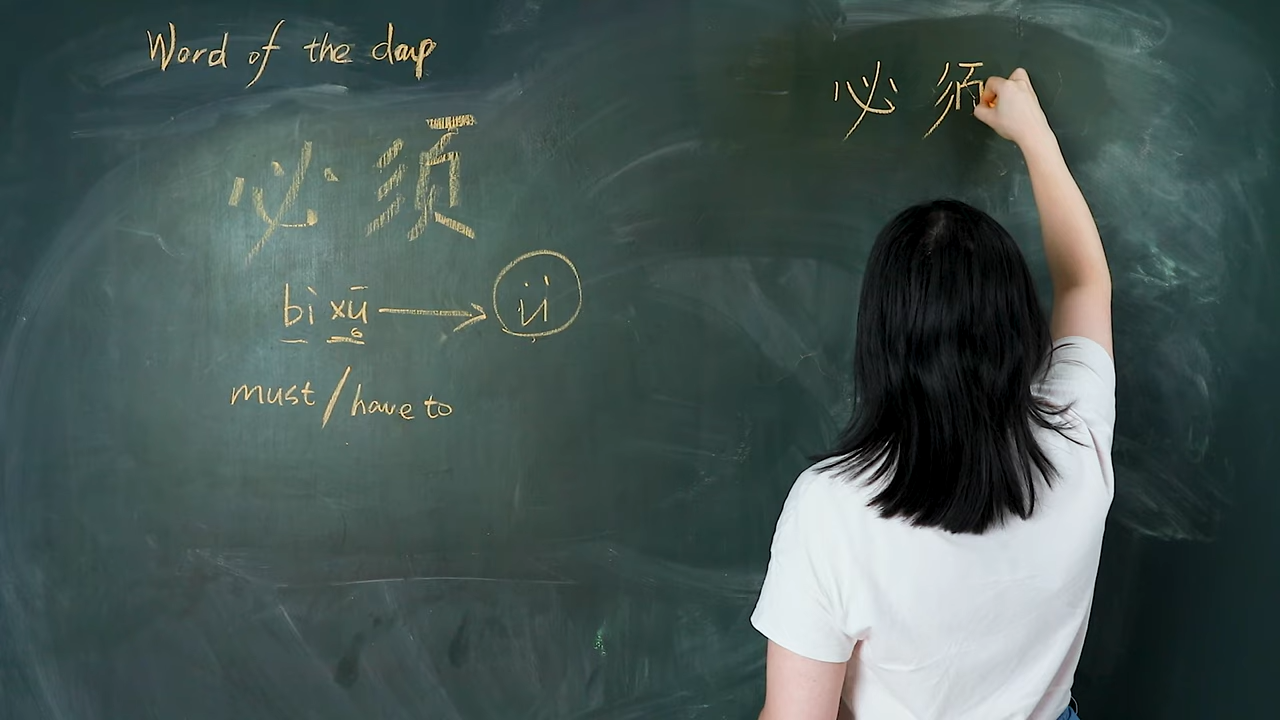 Word of the day
必须
bì xū → ü
must/have to
必须